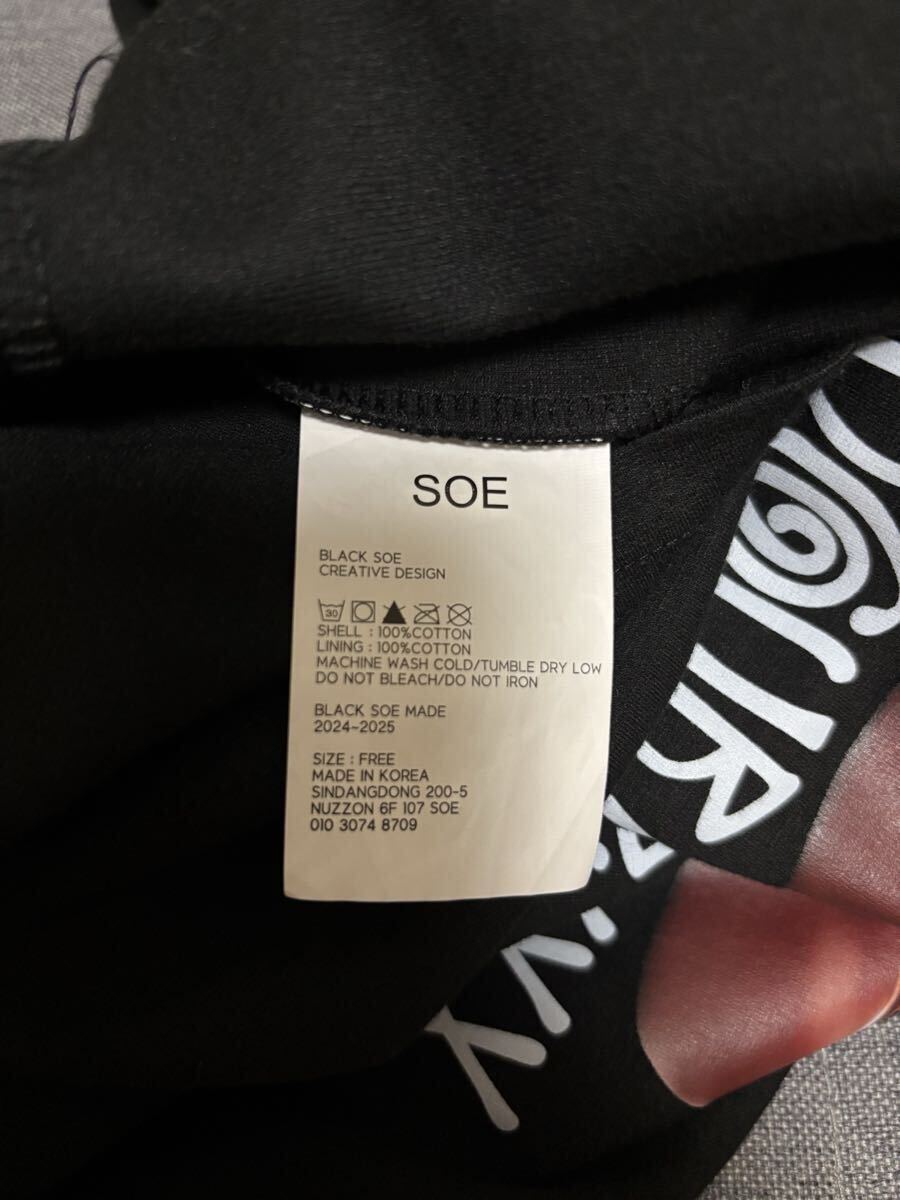 SOE
BLACK SOE
CREATIVE DESIGN
30
SHELL : 100%COTTON
LINING : 100%COTTON
MACHINE WASH COLD/TUMBLE DRY LOW
DO NOT BLEACH/DO NOT IRON
BLACK SOE MADE
2024~2025
SIZE : FREE
MADE IN KOREA
SINDANGDONG 200-5
NUZZON 6F 107 SOE
010 3074 8709